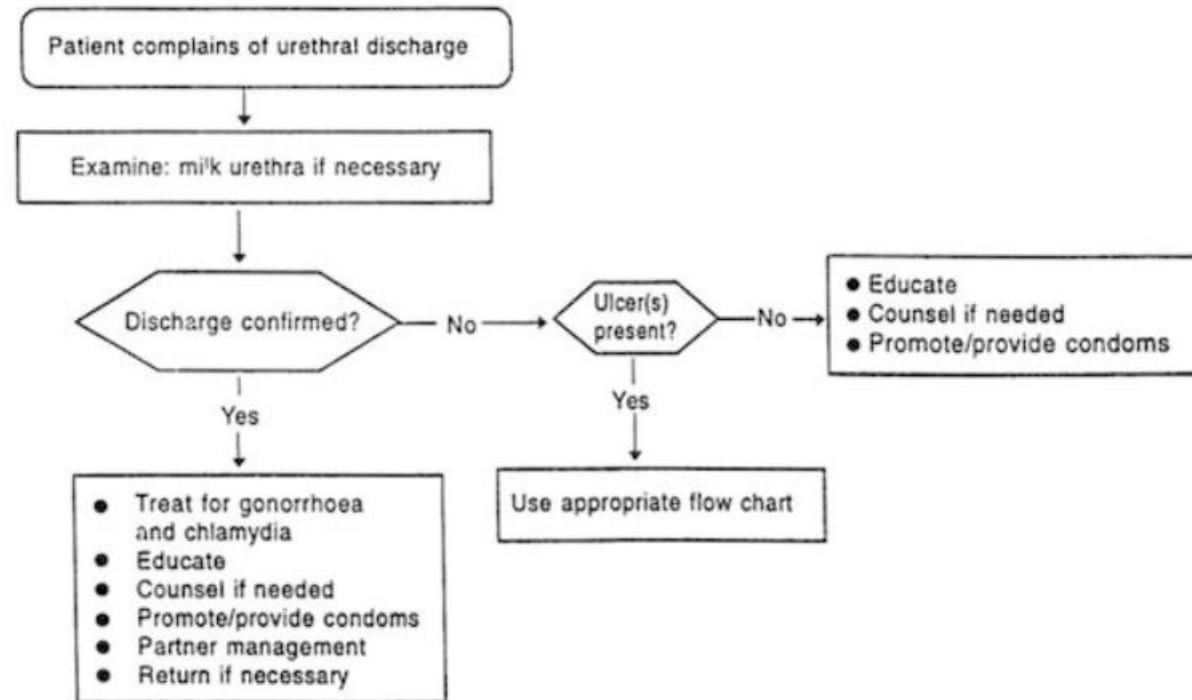 Patient complains of urethral discharge
Examine: milk urethra if necessary
Discharge confirmed?
No
Ulcer(s)
present?
No
● Educate
● Counsel if needed
● Promote/provide condoms
Yes
Yes
● Treat for gonorrhoea
and chlamydia
● Educate
● Counsel if needed
● Promote/provide condoms
● Partner management
● Return if necessary
Use appropriate flow chart